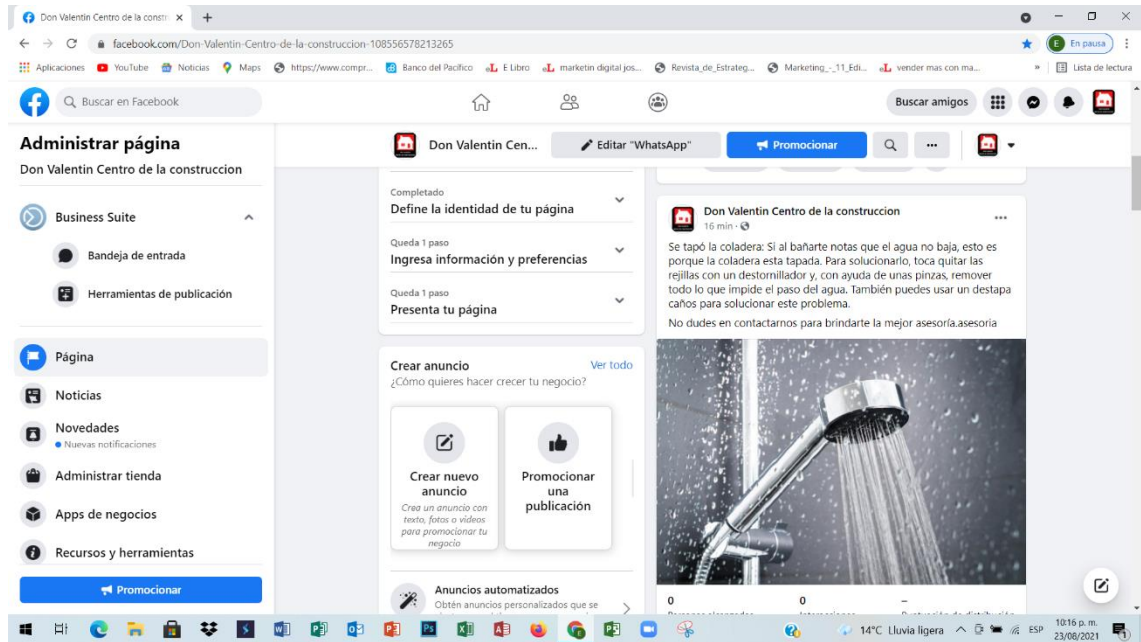 Don Valentin Centro de la constr
facebook.com/Don-Valentin-Centro-de-la-construccion-108556578213265
E En pausa
Aplicaciones YouTube Noticias Maps https://www.compr... Banco del Pacífico E Libro marketin digital jos... Revista_de_Estrateg... Marketing_-_11_Edi... vender mas con ma... » Lista de lectura
Buscar en Facebook
Buscar amigos
Administrar página
Don Valentin Centro de la construccion
Business Suite
Bandeja de entrada
Herramientas de publicación
Página
Noticias
Novedades
Nuevas notificaciones
Administrar tienda
Apps de negocios
Recursos y herramientas
Promocionar
Don Valentin Cen... Editar "WhatsApp" Promocionar
Completado
Define la identidad de tu página
Queda 1 paso
Ingresa información y preferencias
Queda 1 paso
Presenta tu página
Crear anuncio Ver todo
¿Cómo quieres hacer crecer tu negocio?
Crear nuevo
anuncio
Crea un anuncio con
texto, fotos o videos
para promocionar tu
negocio
Promocionar
una
publicación
Anuncios automatizados
Obtén anuncios personalizados que se
Don Valentin Centro de la construccion
16 min ·
Se tapó la coladera: Si al bañarte notas que el agua no baja, esto es
porque la coladera esta tapada. Para solucionarlo, toca quitar las
rejillas con un destornillador y, con ayuda de unas pinzas, remover
todo lo que impide el paso del agua. También puedes usar un destapa
caños para solucionar este problema.
No dudes en contactarnos para brindarte la mejor asesoría.asesoria
0 0 –
Personas alcanzadas Interacciones Puntuación de distribución
14°C Lluvia ligera ESP
10:16 p. m.
23/08/2021